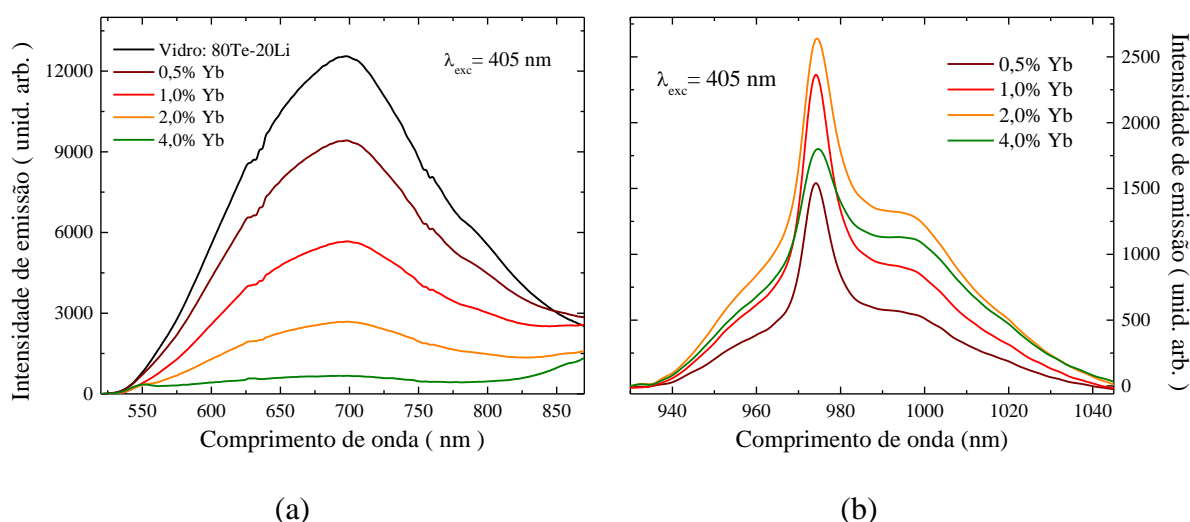 (a)
Intensidade de emissão ( unid. arb. )
12000
9000
6000
3000
0
Vidro: 80Te-20Li
0,5% Yb
1,0% Yb
2,0% Yb
4,0% Yb
λexc= 405 nm
550 600 650 700 750 800 850
Comprimento de onda ( nm )
(a)
(b)
λexc= 405 nm
0,5% Yb
1,0% Yb
2,0% Yb
4,0% Yb
2500
2000
1500
1000
500
0
Intensidade de emissão ( unid. arb. )
940 960 980 1000 1020 1040
Comprimento de onda (nm)
(b)